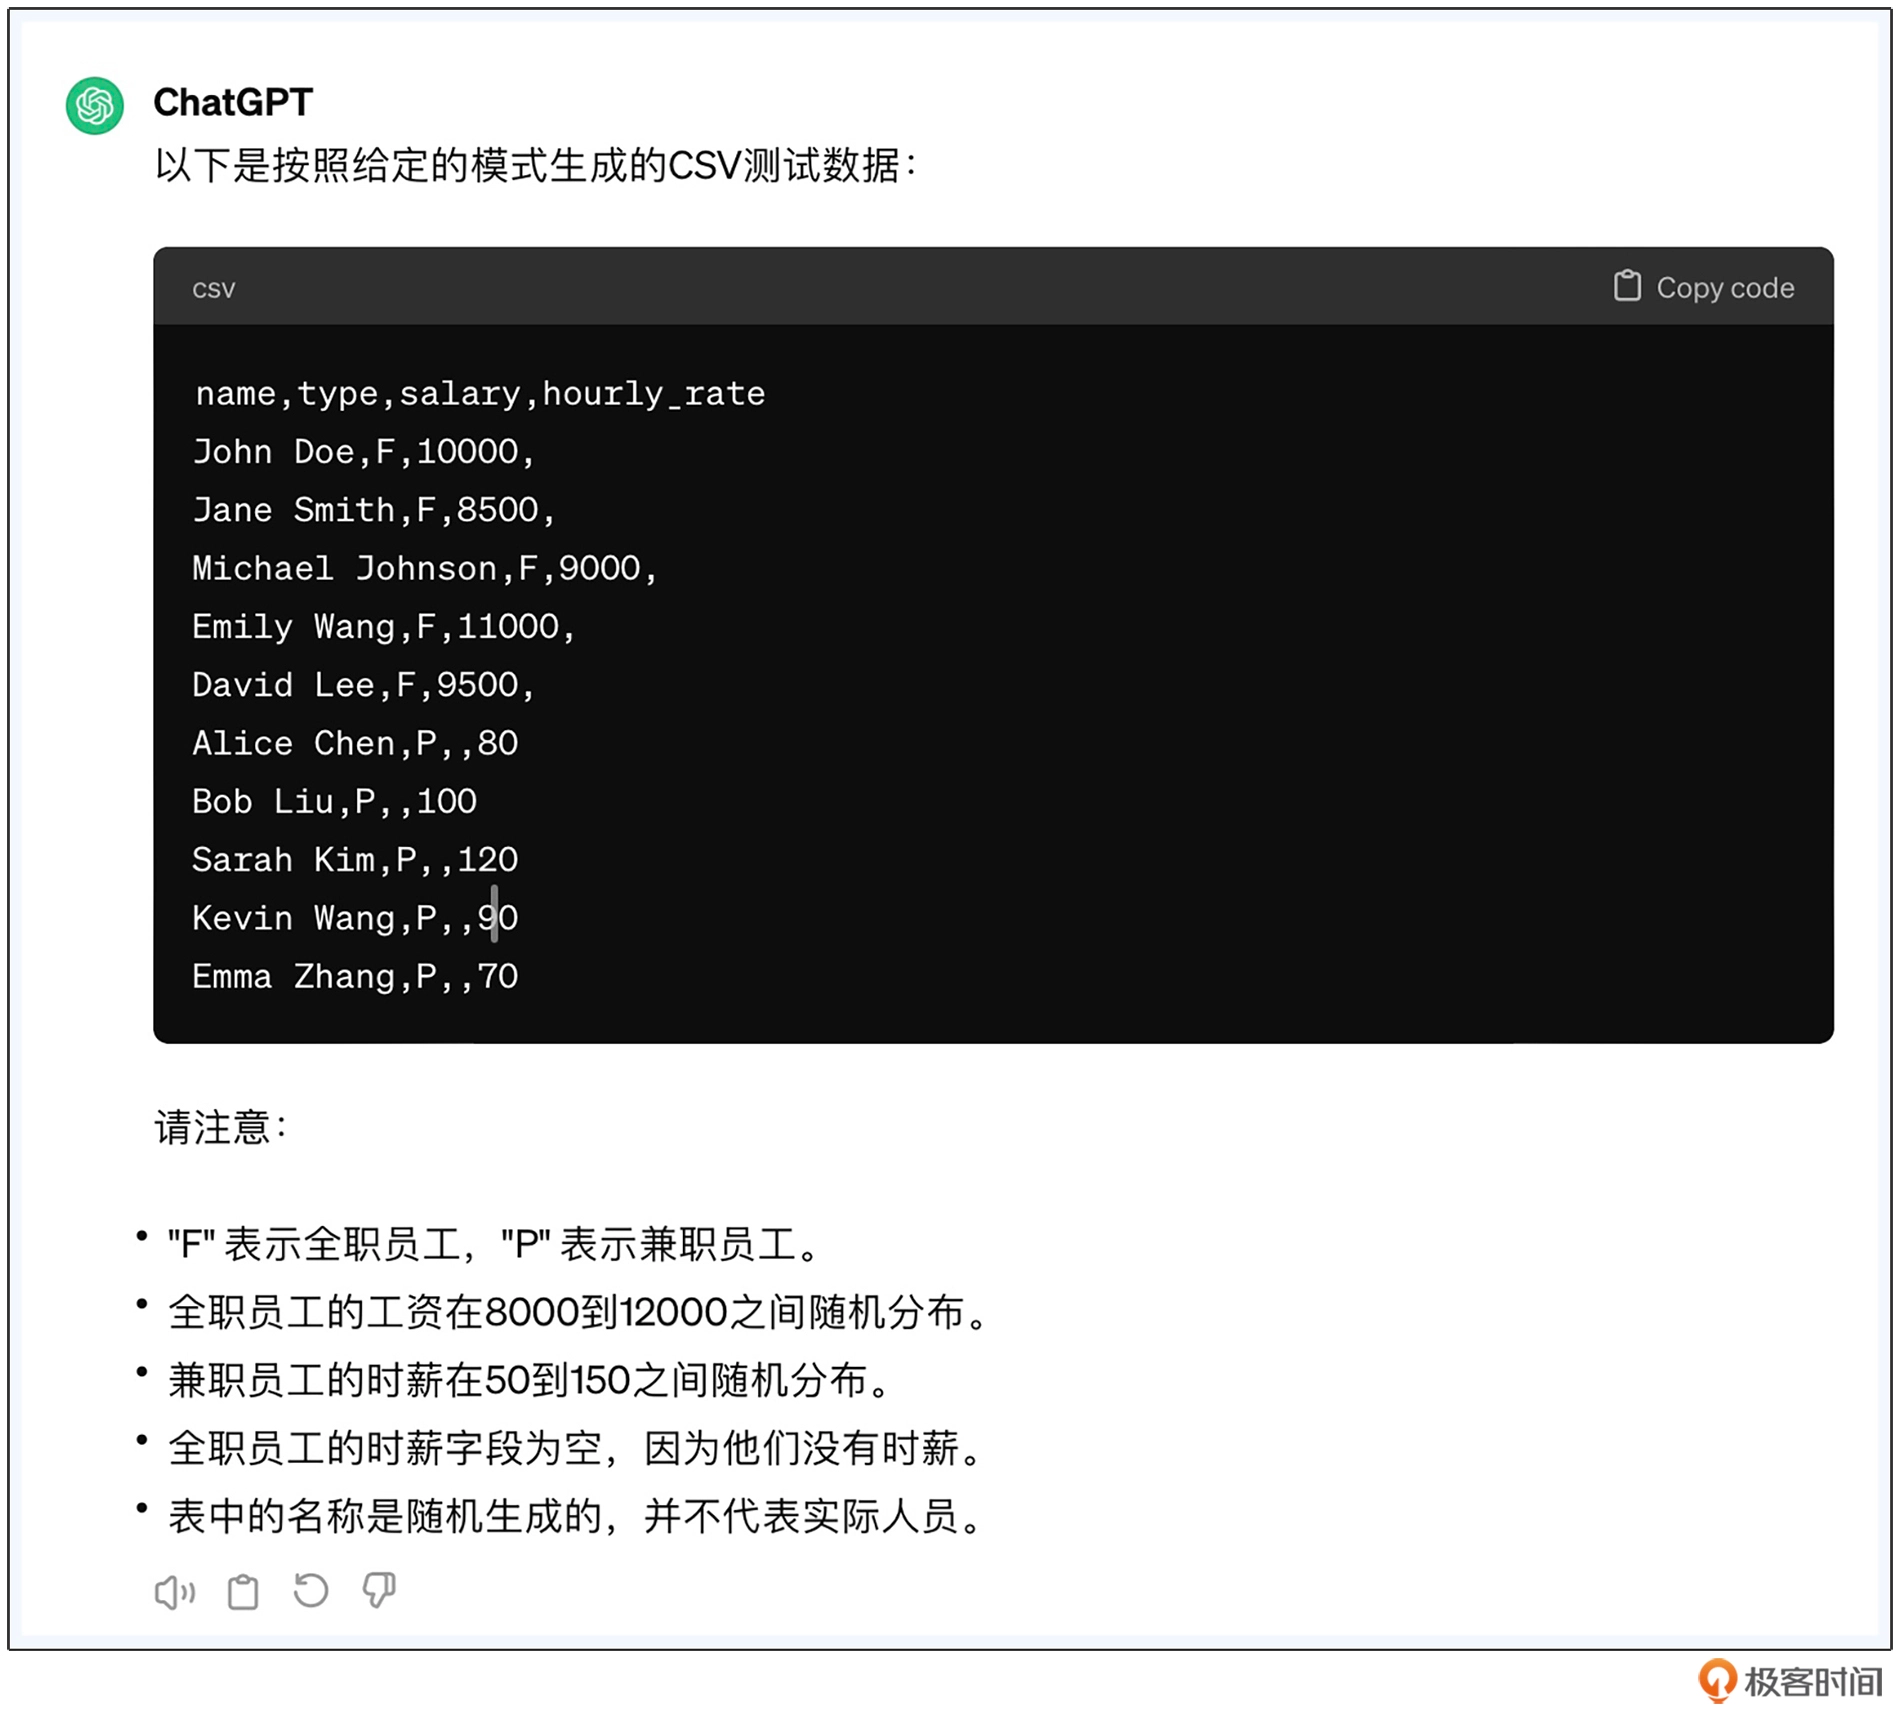 ChatGPT
以下是按照给定的模式生成的CSV测试数据：
csv
Copy code
name,type,salary,hourly_rate
John Doe,F,10000,
Jane Smith,F,8500,
Michael Johnson,F,9000,
Emily Wang,F,11000,
David Lee,F,9500,
Alice Chen,P,,80
Bob Liu,P,,100
Sarah Kim,P,,120
Kevin Wang,P,,90
Emma Zhang,P,,70
请注意：
• "F" 表示全职员工，"P" 表示兼职员工。
• 全职员工的工资在8000到12000之间随机分布。
• 兼职员工的时薪在50到150之间随机分布。
• 全职员工的时薪字段为空，因为他们没有时薪。
• 表中的名称是随机生成的，并不代表实际人员。
极客时间